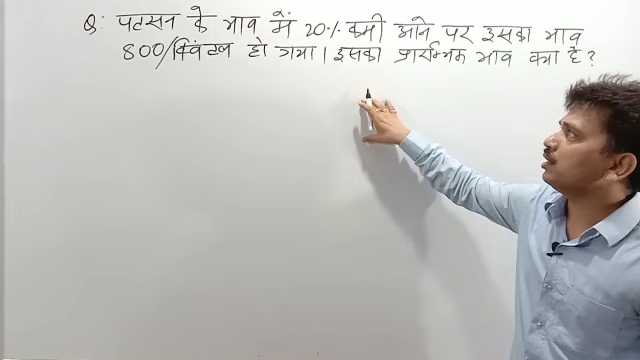 Q: पटसन के भाव में 20% कमी आने पर इसका भाव
800/क्विंटल हो गया। इसका प्रारम्भिक भाव क्या है?